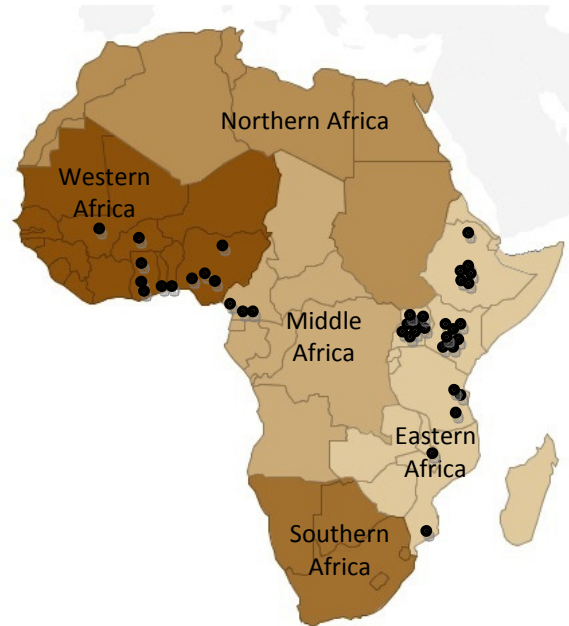 Northern Africa
Western
Africa
Middle
Africa
Eastern
Africa
Southern
Africa